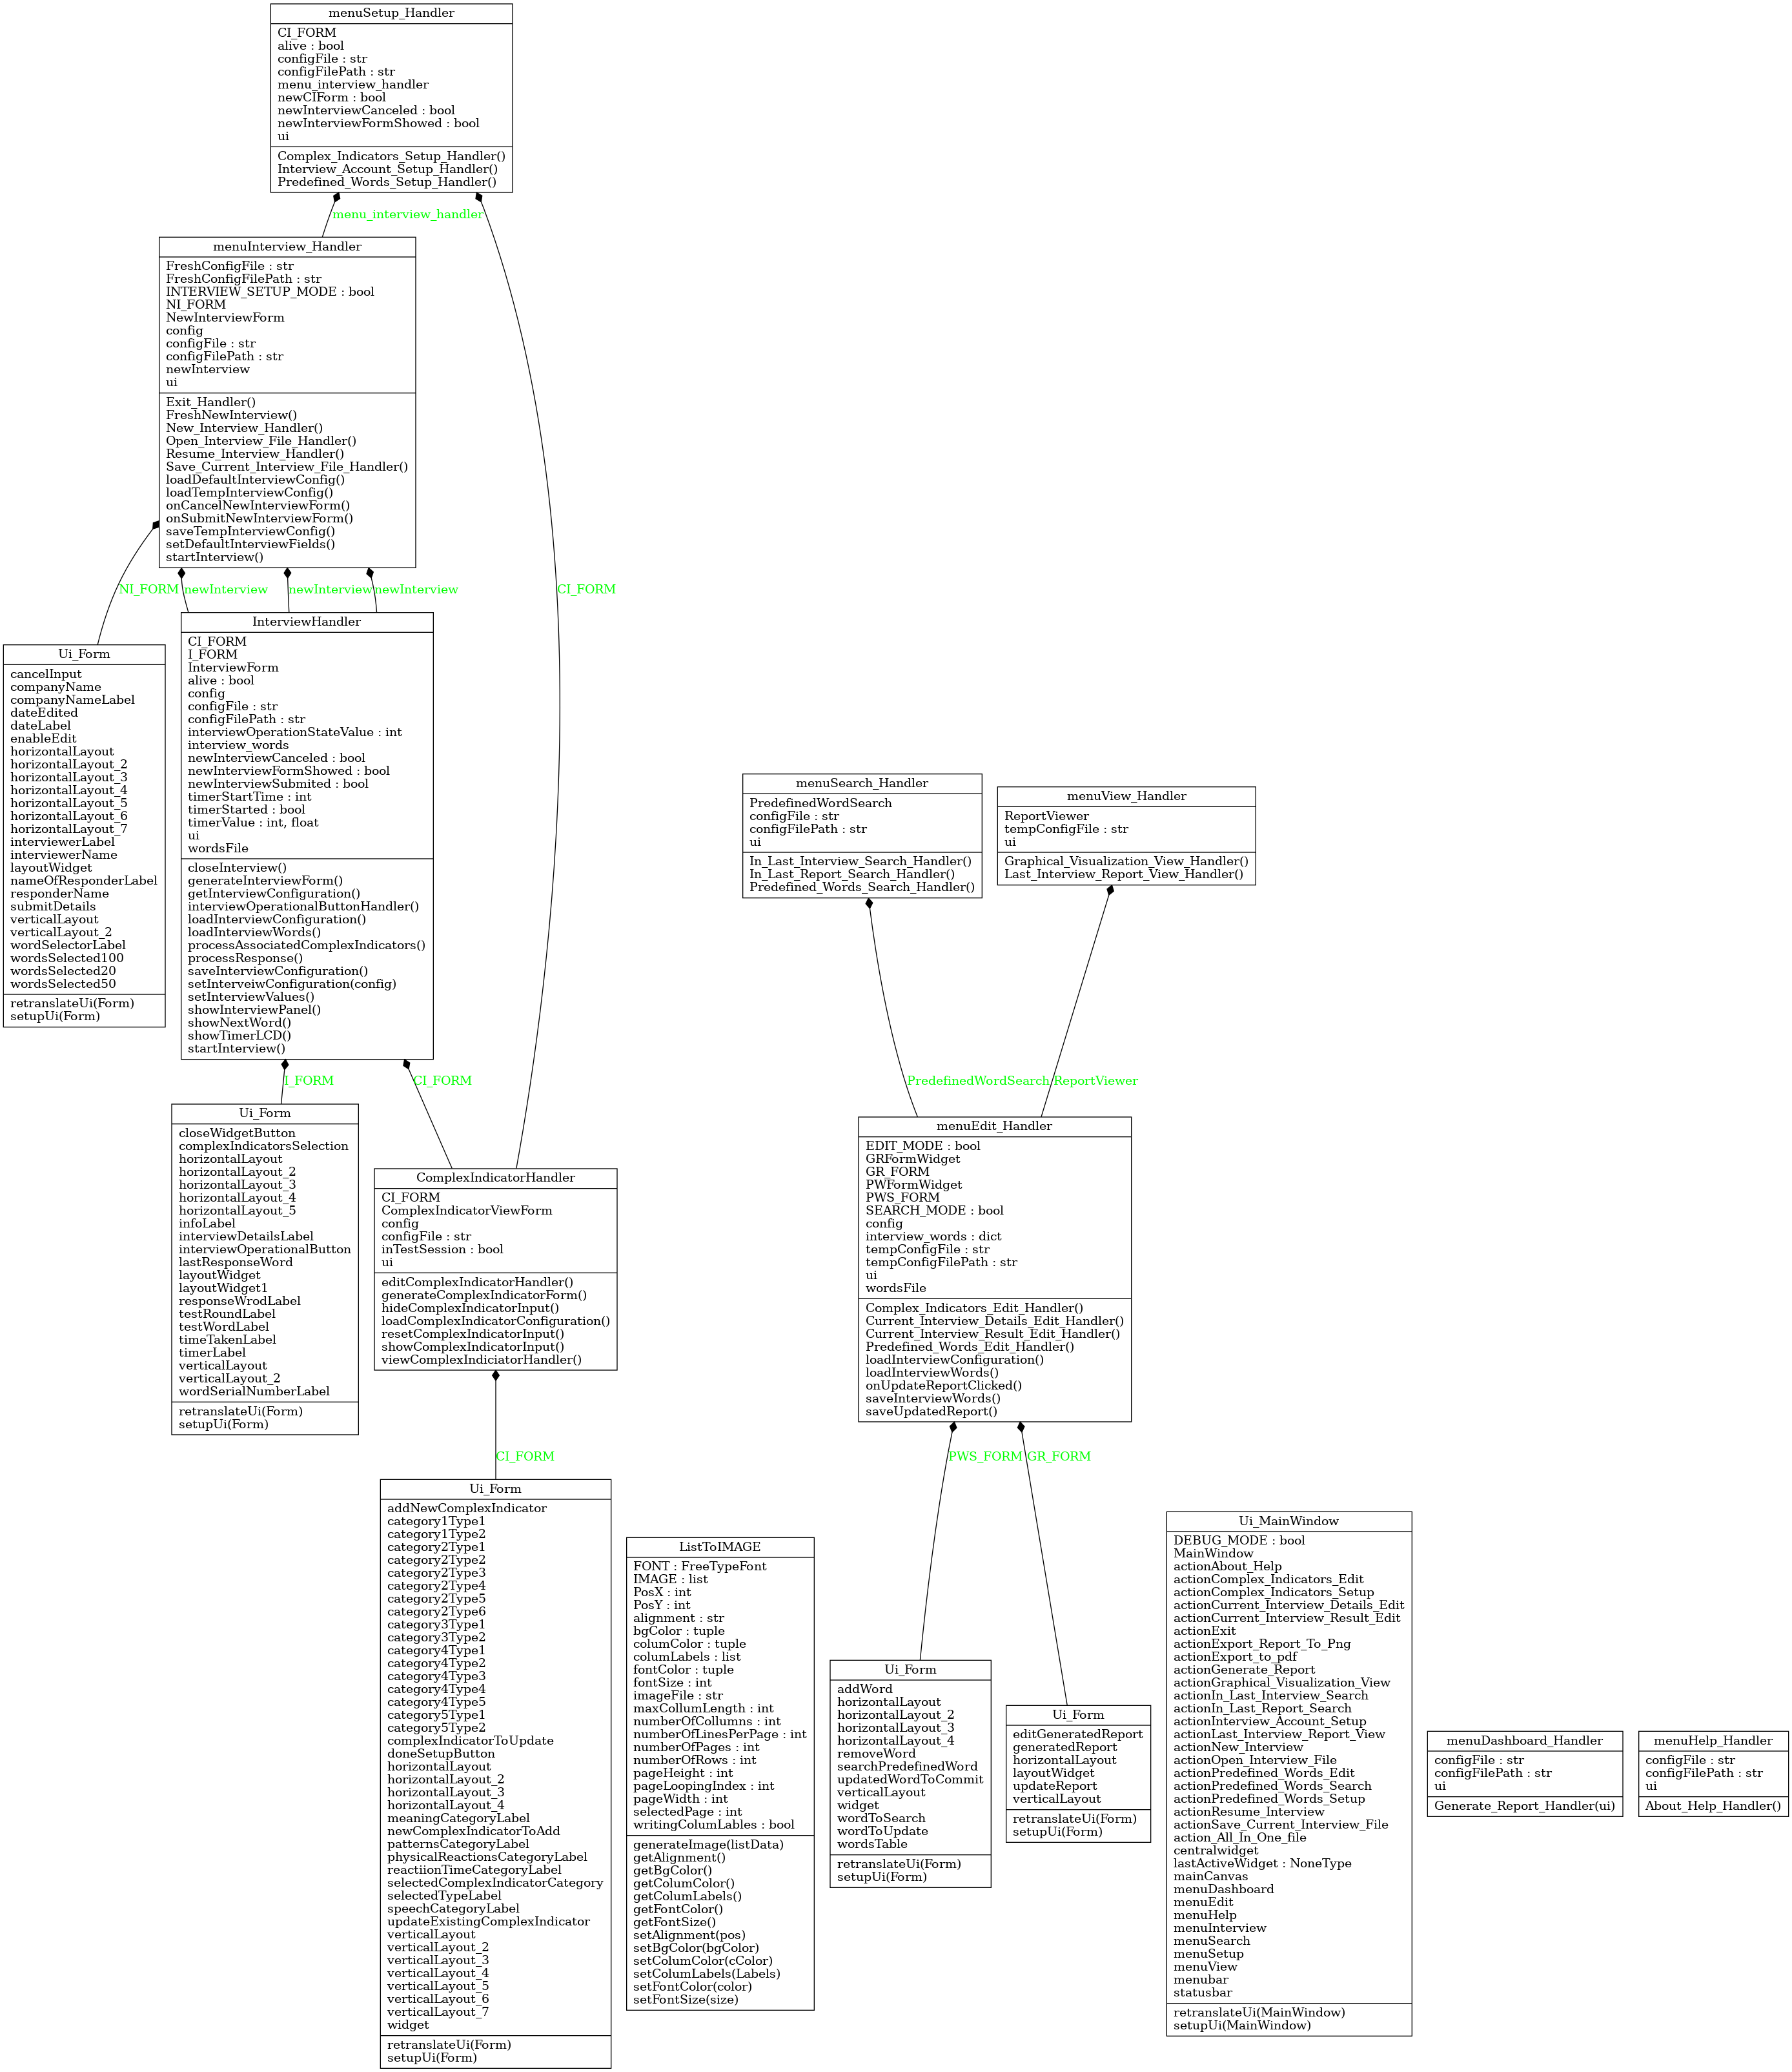 menuSetup_Handler
CI_FORM
alive : bool
configFile : str
configFilePath : str
menu_interview_handler
newCIForm : bool
newInterviewCanceled : bool
newInterviewFormShowed : bool
ui
Complex_Indicators_Setup_Handler()
Interview_Account_Setup_Handler()
Predefined_Words_Setup_Handler()
menu_interview_handler
menuInterview_Handler
FreshConfigFile : str
FreshConfigFilePath : str
INTERVIEW_SETUP_MODE : bool
NI_FORM
NewInterviewForm
config
configFile : str
configFilePath : str
newInterview
ui
Exit_Handler()
FreshNewInterview()
New_Interview_Handler()
Open_Interview_File_Handler()
Resume_Interview_Handler()
Save_Current_Interview_File_Handler()
loadDefaultInterviewConfig()
loadTempInterviewConfig()
onCancelNewInterviewForm()
onSubmitNewInterviewForm()
saveTempInterviewConfig()
setDefaultInterviewFields()
startInterview()
NI_FORM
newInterview
newInterview
newInterview
CI_FORM
Ui_Form
cancelInput
companyName
companyNameLabel
dateEdited
dateLabel
enableEdit
horizontalLayout
horizontalLayout_2
horizontalLayout_3
horizontalLayout_4
horizontalLayout_5
horizontalLayout_6
horizontalLayout_7
interviewerLabel
interviewerName
layoutWidget
nameOfResponderLabel
responderName
submitDetails
verticalLayout
verticalLayout_2
wordSelectorLabel
wordsSelected100
wordsSelected20
wordsSelected50
retranslateUi(Form)
setupUi(Form)
InterviewHandler
CI_FORM
I_FORM
InterviewForm
alive : bool
config
configFile : str
configFilePath : str
interviewOperationStateValue : int
interview_words
newInterviewCanceled : bool
newInterviewFormShowed : bool
newInterviewSubmited : bool
timerStartTime : int
timerStarted : bool
timerValue : int, float
ui
wordsFile
closeInterview()
generateInterviewForm()
getInterviewConfiguration()
interviewOperationalButtonHandler()
loadInterviewConfiguration()
loadInterviewWords()
processAssociatedComplexIndicators()
processResponse()
saveInterviewConfiguration()
setInterveiwConfiguration(config)
setInterviewValues()
showInterviewPanel()
showNextWord()
showTimerLCD()
startInterview()
menuSearch_Handler
PredefinedWordSearch
configFile : str
configFilePath : str
ui
In_Last_Interview_Search_Handler()
In_Last_Report_Search_Handler()
Predefined_Words_Search_Handler()
menuView_Handler
ReportViewer
tempConfigFile : str
ui
Graphical_Visualization_View_Handler()
Last_Interview_Report_View_Handler()
I_FORM
CI_FORM
PredefinedWordSearch
ReportViewer
Ui_Form
closeWidgetButton
complexIndicatorsSelection
horizontalLayout
horizontalLayout_2
horizontalLayout_3
horizontalLayout_4
horizontalLayout_5
infoLabel
interviewDetailsLabel
interviewOperationalButton
lastResponseWord
layoutWidget
layoutWidget1
responseWrodLabel
testRoundLabel
testWordLabel
timeTakenLabel
timerLabel
verticalLayout
verticalLayout_2
wordSerialNumberLabel
retranslateUi(Form)
setupUi(Form)
ComplexIndicatorHandler
CI_FORM
ComplexIndicatorViewForm
config
configFile : str
inTestSession : bool
ui
editComplexIndicatorHandler()
generateComplexIndicatorForm()
hideComplexIndicatorInput()
loadComplexIndicatorConfiguration()
resetComplexIndicatorInput()
showComplexIndicatorInput()
viewComplexIndiciatorHandler()
menuEdit_Handler
EDIT_MODE : bool
GRFormWidget
GR_FORM
PWFormWidget
PWS_FORM
SEARCH_MODE : bool
config
interview_words : dict
tempConfigFile : str
tempConfigFilePath : str
ui
wordsFile
Complex_Indicators_Edit_Handler()
Current_Interview_Details_Edit_Handler()
Current_Interview_Result_Edit_Handler()
Predefined_Words_Edit_Handler()
loadInterviewConfiguration()
loadInterviewWords()
onUpdateReportClicked()
saveInterviewWords()
saveUpdatedReport()
CI_FORM
PWS_FORM
GR_FORM
Ui_Form
addNewComplexIndicator
category1Type1
category1Type2
category2Type1
category2Type2
category2Type3
category2Type4
category2Type5
category2Type6
category3Type1
category3Type2
category4Type1
category4Type2
category4Type3
category4Type4
category4Type5
category5Type1
category5Type2
complexIndicatorToUpdate
doneSetupButton
horizontalLayout
horizontalLayout_2
horizontalLayout_3
horizontalLayout_4
meaningCategoryLabel
newComplexIndicatorToAdd
patternsCategoryLabel
physicalReactionsCategoryLabel
reactiionTimeCategoryLabel
selectedComplexIndicatorCategory
selectedTypeLabel
speechCategoryLabel
updateExistingComplexIndicator
verticalLayout
verticalLayout_2
verticalLayout_3
verticalLayout_4
verticalLayout_5
verticalLayout_6
verticalLayout_7
widget
retranslateUi(Form)
setupUi(Form)
ListToIMAGE
FONT : FreeTypeFont
IMAGE : list
PosX : int
PosY : int
alignment : str
bgColor : tuple
columColor : tuple
columLabels : list
fontColor : tuple
fontSize : int
imageFile : str
maxCollumLength : int
numberOfCollumns : int
numberOfLinesPerPage : int
numberOfPages : int
numberOfRows : int
pageHeight : int
pageLoopingIndex : int
pageWidth : int
selectedPage : int
writingColumLables : bool
generateImage(listData)
getAlignment()
getBgColor()
getColumColor()
getColumLabels()
getFontColor()
getFontSize()
setAlignment(pos)
setBgColor(bgColor)
setColumColor(cColor)
setColumLabels(Labels)
setFontColor(color)
setFontSize(size)
Ui_Form
addWord
horizontalLayout
horizontalLayout_2
horizontalLayout_3
horizontalLayout_4
removeWord
searchPredefinedWord
updatedWordToCommit
verticalLayout
widget
wordToSearch
wordToUpdate
wordsTable
retranslateUi(Form)
setupUi(Form)
Ui_Form
editGeneratedReport
generatedReport
horizontalLayout
layoutWidget
updateReport
verticalLayout
retranslateUi(Form)
setupUi(Form)
Ui_MainWindow
DEBUG_MODE : bool
MainWindow
actionAbout_Help
actionComplex_Indicators_Edit
actionComplex_Indicators_Setup
actionCurrent_Interview_Details_Edit
actionCurrent_Interview_Result_Edit
actionExit
actionExport_Report_To_Png
actionExport_to_pdf
actionGenerate_Report
actionGraphical_Visualization_View
actionIn_Last_Interview_Search
actionIn_Last_Report_Search
actionInterview_Account_Setup
actionLast_Interview_Report_View
actionNew_Interview
actionOpen_Interview_File
actionPredefined_Words_Edit
actionPredefined_Words_Search
actionPredefined_Words_Setup
actionResume_Interview
actionSave_Current_Interview_File
action_All_In_One_file
centralwidget
lastActiveWidget : NoneType
mainCanvas
menuDashboard
menuEdit
menuHelp
menuInterview
menuSearch
menuSetup
menuView
menubar
statusbar
retranslateUi(MainWindow)
setupUi(MainWindow)
menuDashboard_Handler
configFile : str
configFilePath : str
ui
Generate_Report_Handler(ui)
menuHelp_Handler
configFile : str
configFilePath : str
ui
About_Help_Handler()